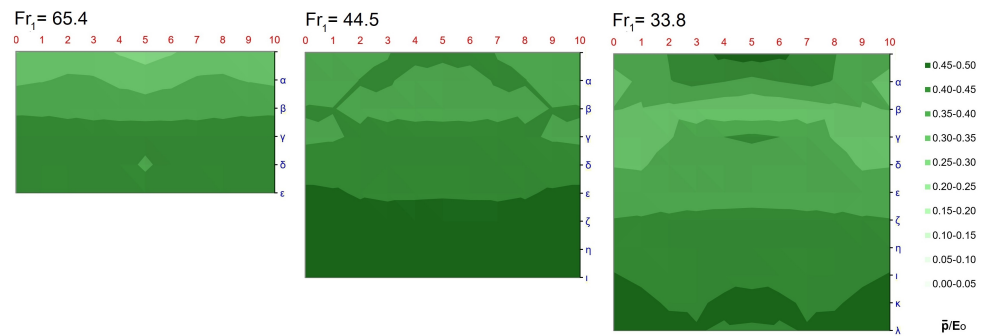 Fr1= 65.4
0 1 2 3 4 5 6 7 8 9 10
α
β
γ
δ
ε
Fr1= 44.5
0 1 2 3 4 5 6 7 8 9 10
α
β
γ
δ
ε
ζ
η
ι
Fr1= 33.8
0 1 2 3 4 5 6 7 8 9 10
α
β
γ
δ
ε
ζ
η
ι
κ
λ
0.45-0.50
0.40-0.45
0.35-0.40
0.30-0.35
0.25-0.30
0.20-0.25
0.15-0.20
0.10-0.15
0.05-0.10
0.00-0.05
p̄/Eo